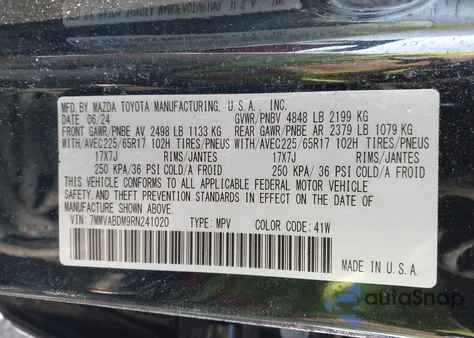 MFD. BY MAZDA TOYOTA MANUFACTURING, U.S.A., INC.
DATE 06/24 GVWR/PNBV 4848 LB 2199 KG
FRONT GAWR/PNBE AV 2498 LB 1133 KG REAR GAWR/PNBE AR 2379 LB 1079 KG
WITH/AVEC225/65R17 102H TIRES/PNEUS WITH/AVEC225/65R17 102H TIRES/PNEUS
17X7J RIMS/JANTES 17X7J RIMS/JANTES
250 KPA/36 PSI COLD/A FROID 250 KPA/36 PSI COLD/A FROID
THIS VEHICLE CONFORMS TO ALL APPLICABLE FEDERAL MOTOR VEHICLE
SAFETY, AND THEFT PREVENTION STANDARDS IN EFFECT ON THE DATE OF
MANUFACTURE SHOWN ABOVE.
VIN:7MMVABDM9RN241020 TYPE: MPV COLOR CODE: 41W
MADE IN U.S.A.
autoSnap